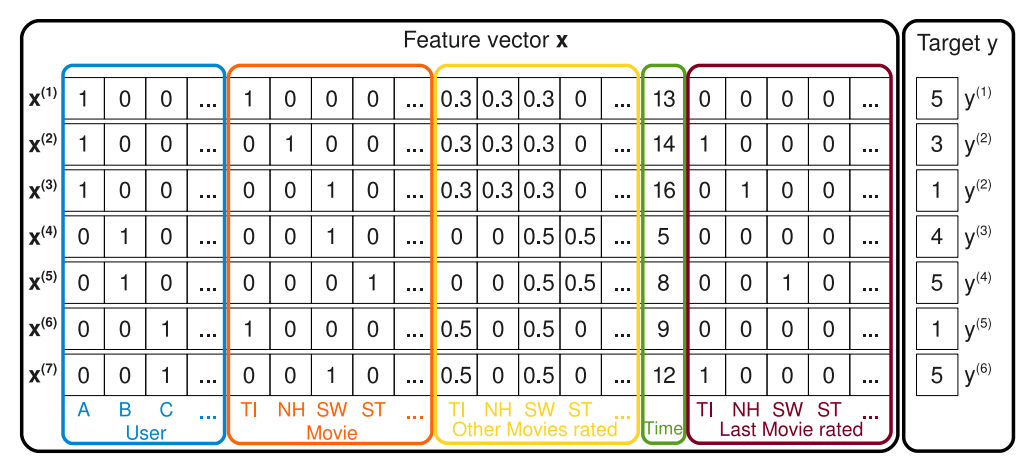 Feature vector x Target y
x(1) 1 0 0 ... 1 0 0 0 ... 0.3 0.3 0.3 0 ... 13 0 0 0 0 ... 5 y(1)
x(2) 1 0 0 ... 0 1 0 0 ... 0.3 0.3 0.3 0 ... 14 1 0 0 0 ... 3 y(2)
x(3) 1 0 0 ... 0 0 1 0 ... 0.3 0.3 0.3 0 ... 16 0 1 0 0 ... 1 y(2)
x(4) 0 1 0 ... 0 0 1 0 ... 0 0 0.5 0.5 ... 5 0 0 0 0 ... 4 y(3)
x(5) 0 1 0 ... 0 0 0 1 ... 0 0 0.5 0.5 ... 8 0 0 1 0 ... 5 y(4)
x(6) 0 0 1 ... 1 0 0 0 ... 0.5 0 0.5 0 ... 9 0 0 0 0 ... 1 y(5)
x(7) 0 0 1 ... 0 0 1 0 ... 0.5 0 0.5 0 ... 12 1 0 0 0 ... 5 y(6)
A B C ... TI NH SW ST ... TI NH SW ST ... TI NH SW ST ...
User Movie Other Movies rated Time Last Movie rated